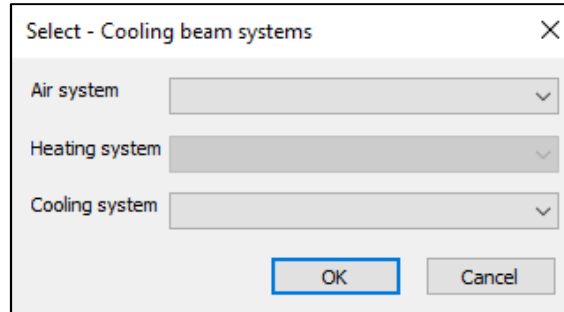 Select - Cooling beam systems
Air system
Heating system
Cooling system
OK
Cancel